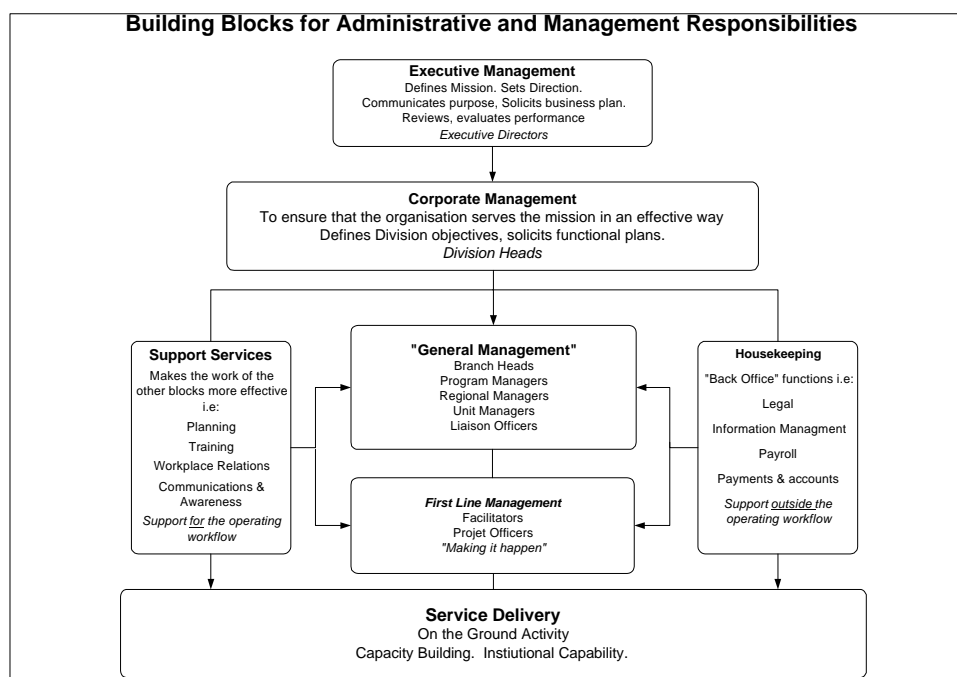 Building Blocks for Administrative and Management Responsibilities
Executive Management
Defines Mission. Sets Direction.
Communicates purpose, Solicits business plan.
Reviews, evaluates performance
Executive Directors
Corporate Management
To ensure that the organisation serves the mission in an effective way
Defines Division objectives, solicits functional plans.
Division Heads
Support Services
Makes the work of the
other blocks more effective
i.e:
Planning
Training
Workplace Relations
Communications &
Awareness
Support for the operating
workflow
"General Management"
Branch Heads
Program Managers
Regional Managers
Unit Managers
Liaison Officers
Housekeeping
"Back Office" functions i.e:
Legal
Information Managment
Payroll
Payments & accounts
Support outside the
operating workflow
First Line Management
Facilitators
Projet Officers
"Making it happen"
Service Delivery
On the Ground Activity
Capacity Building. Instiutional Capability.